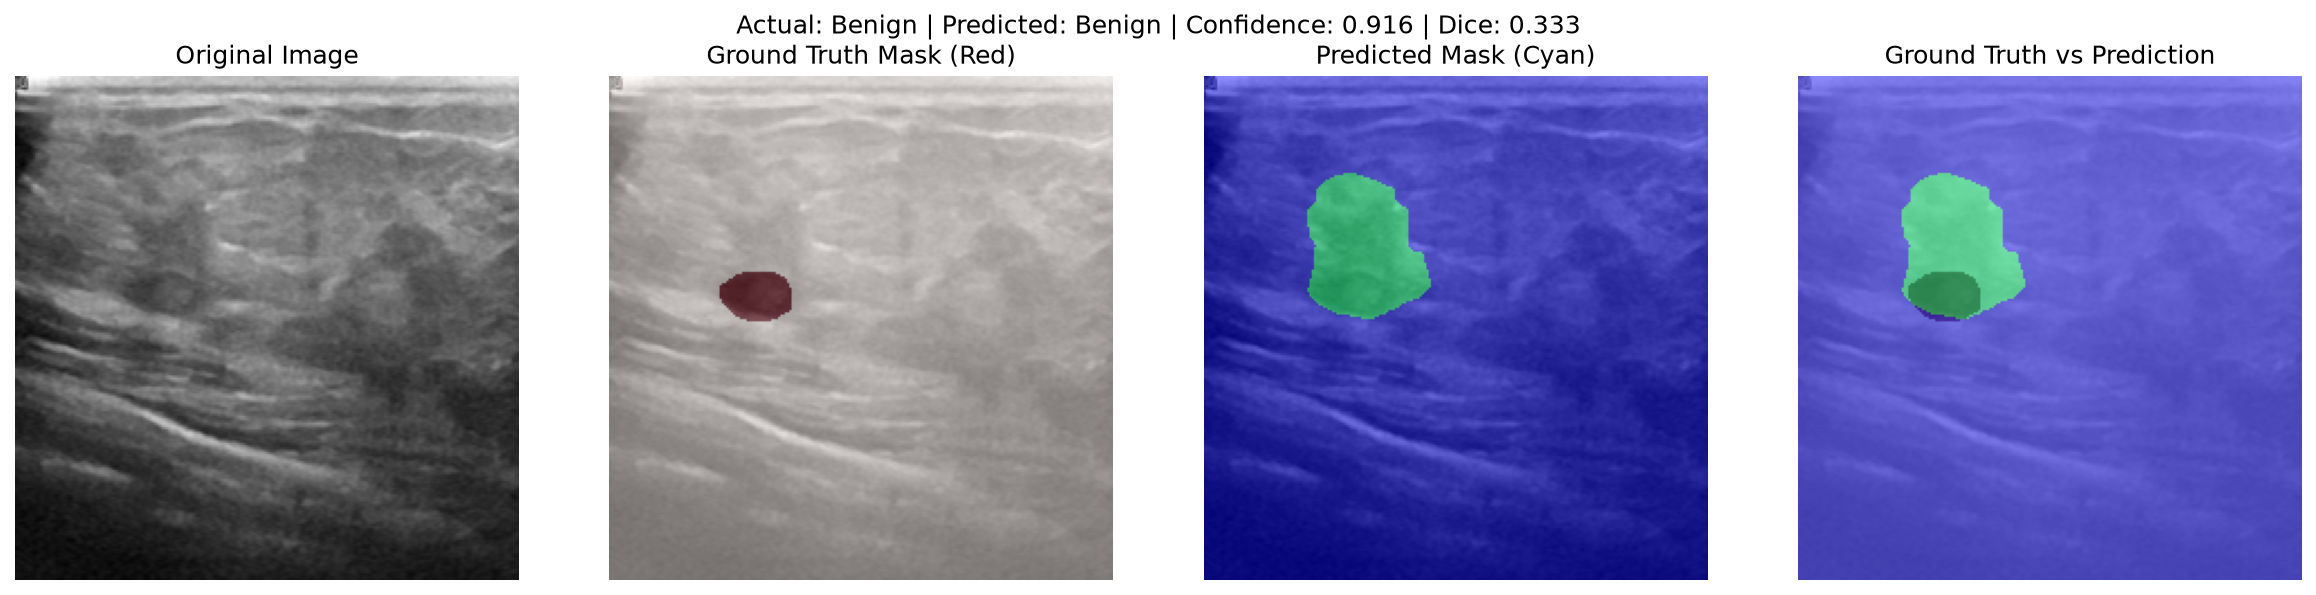 Actual: Benign | Predicted: Benign | Confidence: 0.916 | Dice: 0.333
Original Image
Ground Truth Mask (Red)
Predicted Mask (Cyan)
Ground Truth vs Prediction